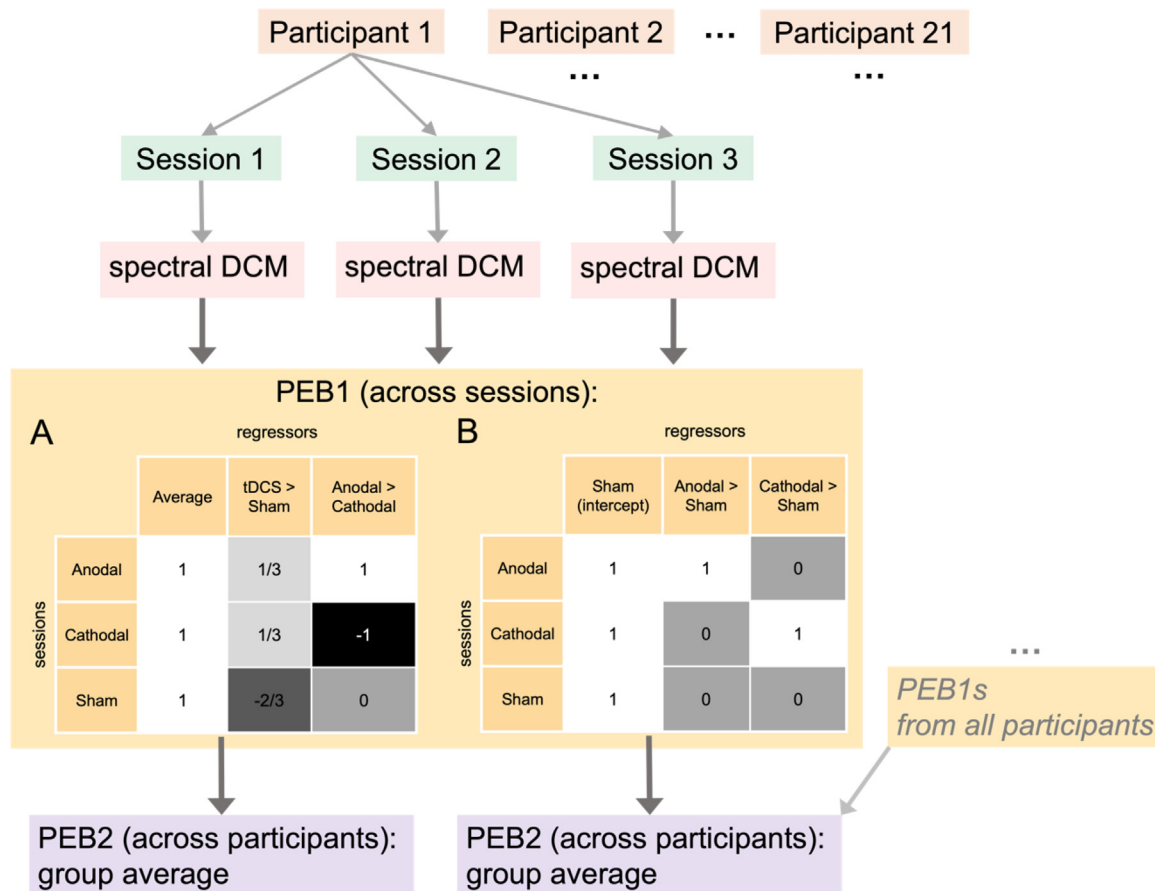 Participant 1 Participant 2 ... Participant 21
... ...
Session 1 Session 2 Session 3
spectral DCM spectral DCM spectral DCM
PEB1 (across sessions):
A
regressors
Average tDCS > Sham Anodal > Cathodal
sessions
Anodal 1 1/3 1
Cathodal 1 1/3 -1
Sham 1 -2/3 0
B
regressors
Sham (intercept) Anodal > Sham Cathodal > Sham
sessions
Anodal 1 1 0
Cathodal 1 0 1
Sham 1 0 0
...
PEB1s
from all participants
PEB2 (across participants):
group average
PEB2 (across participants):
group average